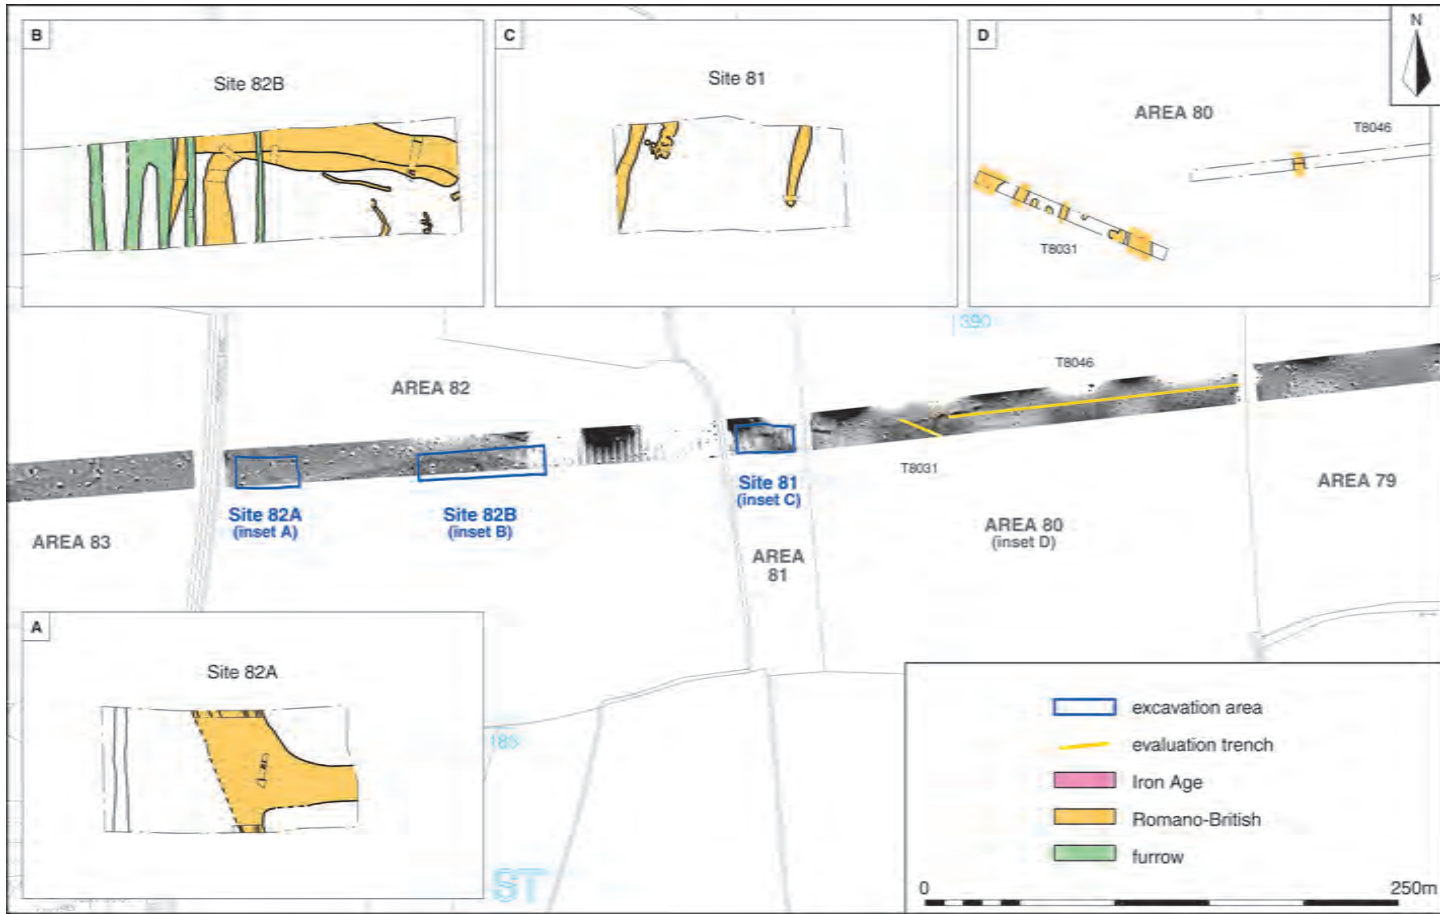 B
Site 82B
C
Site 81
D
AREA 80
T8046
T8031
N
390
T8046
AREA 82
T8031
Site 82A
(inset A)
Site 82B
(inset B)
Site 81
(inset C)
AREA 83
AREA
81
AREA 80
(inset D)
AREA 79
A
Site 82A
185
ST
excavation area
evaluation trench
Iron Age
Romano-British
furrow
0
250m